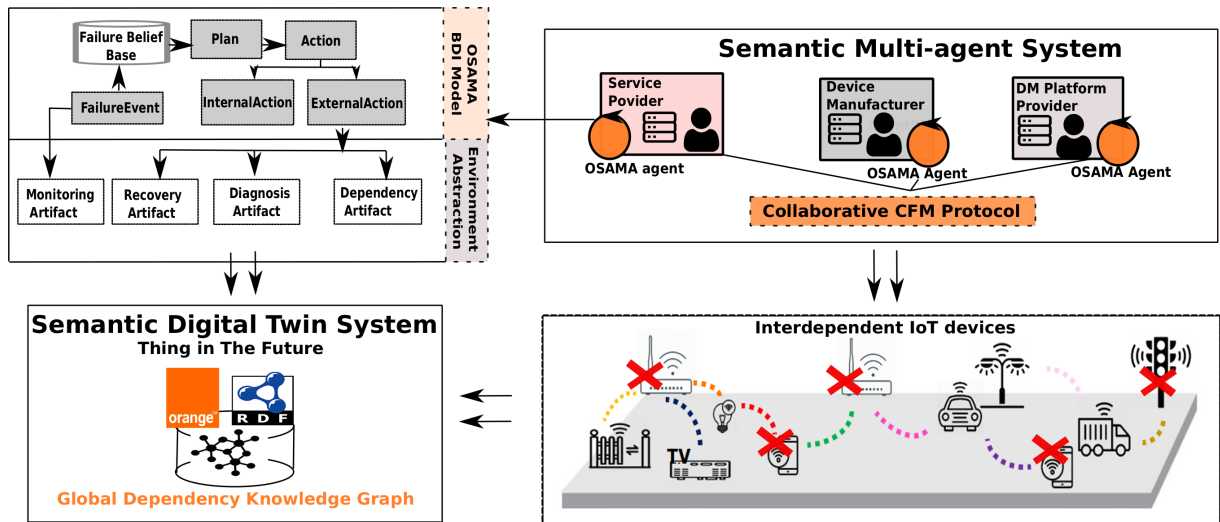 Failure Belief
Base
Plan
Action
FailureEvent
InternalAction
ExternalAction
OSAMA
BDI Model
Monitoring
Artifact
Recovery
Artifact
Diagnosis
Artifact
Dependency
Artifact
Environment
Abstraction
Semantic Multi-agent System
Service
Povider
OSAMA agent
Device
Manufacturer
OSAMA Agent
DM Platform
Provider
OSAMA Agent
Collaborative CFM Protocol
Semantic Digital Twin System
Thing in The Future
orange™
RDF
Global Dependency Knowledge Graph
Interdependent IoT devices
TV